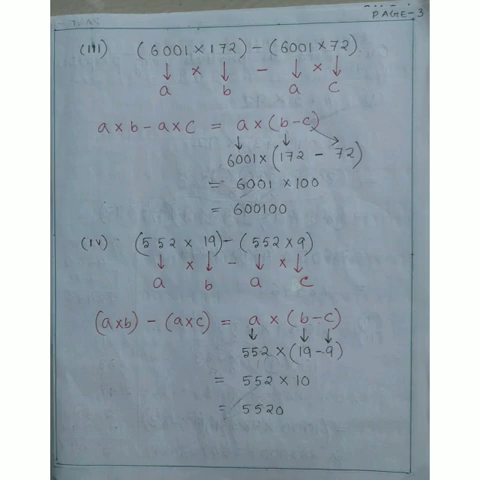 PAGE-3
(III) (6001×172)-(6001×72).
↓ × ↓ - ↓ × ↓
a b a c
a×b-a×c = a×(b-c)
↓ ↓ ↘
6001×(172-72)
= 6001×100
= 600100
(IV) (552×19)-(552×9)
↓ × ↓ - ↓ × ↓
a b a c
(a×b)-(a×c) = a×(b-c)
↓ ↓ ↓
552×(19-9)
= 552×10
= 5520